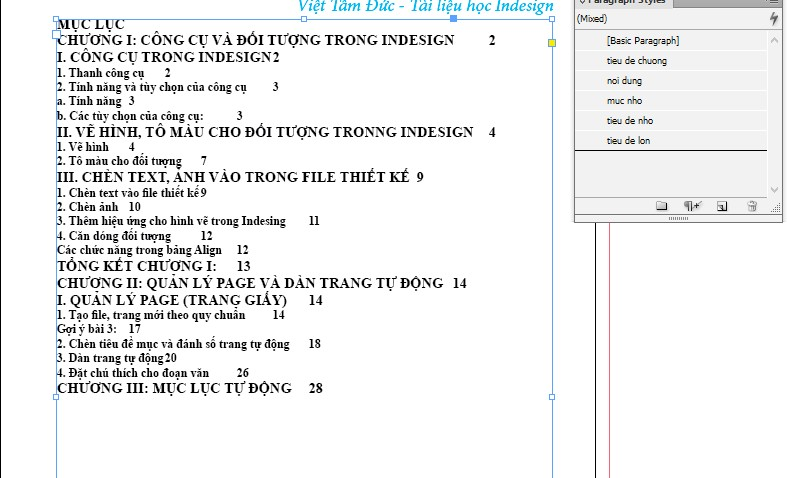 Việt Tâm Đức - Tài liệu học Indesign
MỤC LỤC
CHƯƠNG I: CÔNG CỤ VÀ ĐỐI TƯỢNG TRONG INDESIGN 2
I. CÔNG CỤ TRONG INDESIGN 2
1. Thanh công cụ 2
2. Tính năng và tùy chọn của công cụ 3
a. Tính năng 3
b. Các tùy chọn của công cụ: 3
II. VẼ HÌNH, TÔ MÀU CHO ĐỐI TƯỢNG TRONNG INDESIGN 4
1. Vẽ hình 4
2. Tô màu cho đối tượng 7
III. CHÈN TEXT, ẢNH VÀO TRONG FILE THIẾT KẾ 9
1. Chèn text vào file thiết kế 9
2. Chèn ảnh 10
3. Thêm hiệu ứng cho hình vẽ trong Indesing 11
4. Căn dóng đối tượng 12
Các chức năng trong bảng Align 12
TỔNG KẾT CHƯƠNG I: 13
CHƯƠNG II: QUẢN LÝ PAGE VÀ DÀN TRANG TỰ ĐỘNG 14
I. QUẢN LÝ PAGE (TRANG GIẤY) 14
1. Tạo file, trang mới theo quy chuẩn 14
Gợi ý bài 3: 17
2. Chèn tiêu đề mục và đánh số trang tự động 18
3. Dàn trang tự động 20
4. Đặt chú thích cho đoạn văn 26
CHƯƠNG III: MỤC LỤC TỰ ĐỘNG 28
Paragraph Styles
(Mixed)
[Basic Paragraph]
tieu de chuong
noi dung
muc nho
tieu de nho
tieu de lon